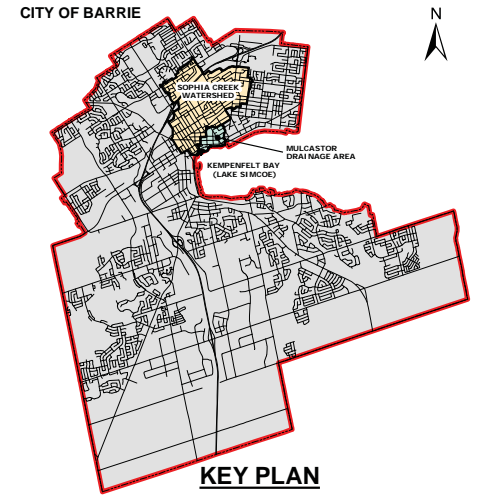 CITY OF BARRIE
N
SOPHIA CREEK
WATERSHED
MULCASTOR
DRAINAGE AREA
KEMPENFELT BAY
(LAKE SIMCOE)
KEY PLAN